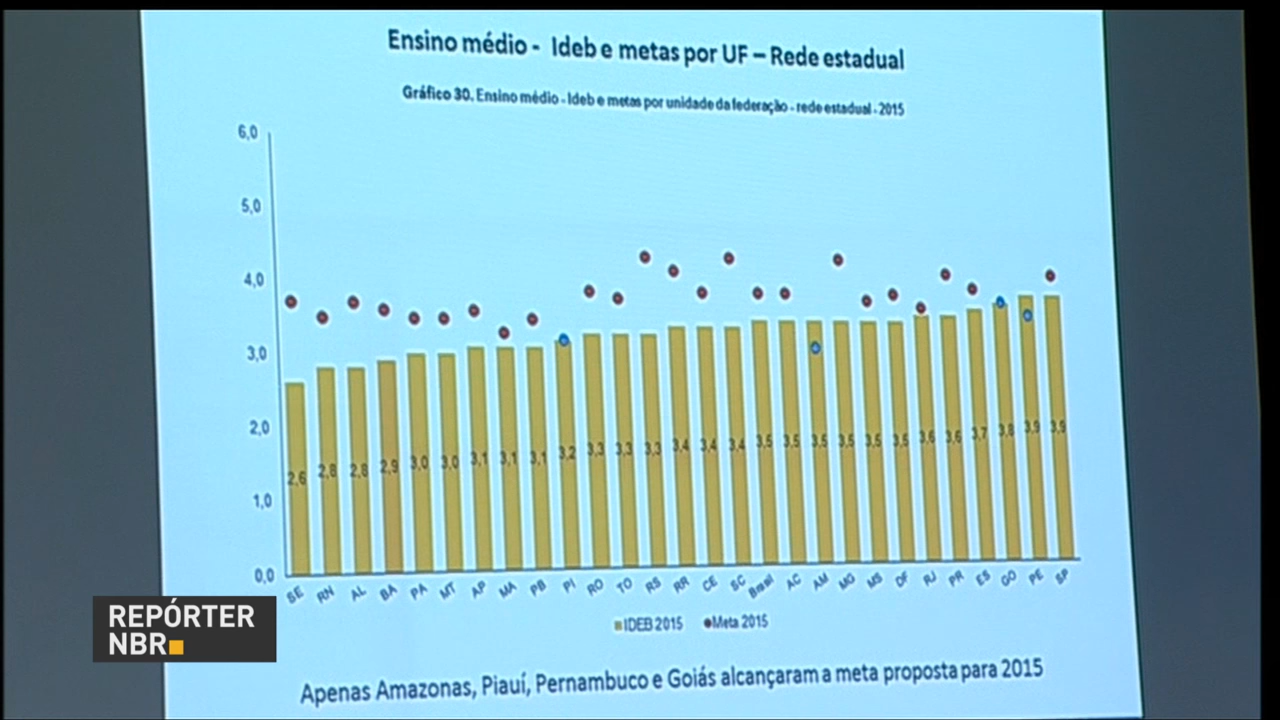 Ensino médio - Ideb e metas por UF – Rede estadual
Gráfico 30. Ensino médio - Ideb e metas por unidade da federação - rede estadual - 2015
6,0
5,0
4,0
3,0
2,0
1,0
0,0
2,6 2,8 2,8 2,9 3,0 3,0 3,1 3,1 3,1 3,2 3,3 3,3 3,3 3,4 3,4 3,4 3,5 3,5 3,5 3,5 3,5 3,5 3,6 3,6 3,7 3,8 3,9 3,9
SE RN AL BA PA MT AP MA PB PI RO TO RS RR CE SC Brasil AC AM MG MS DF RJ PR ES GO PE SP
IDEB 2015 Meta 2015
Apenas Amazonas, Piauí, Pernambuco e Goiás alcançaram a meta proposta para 2015
REPÓRTER
NBR